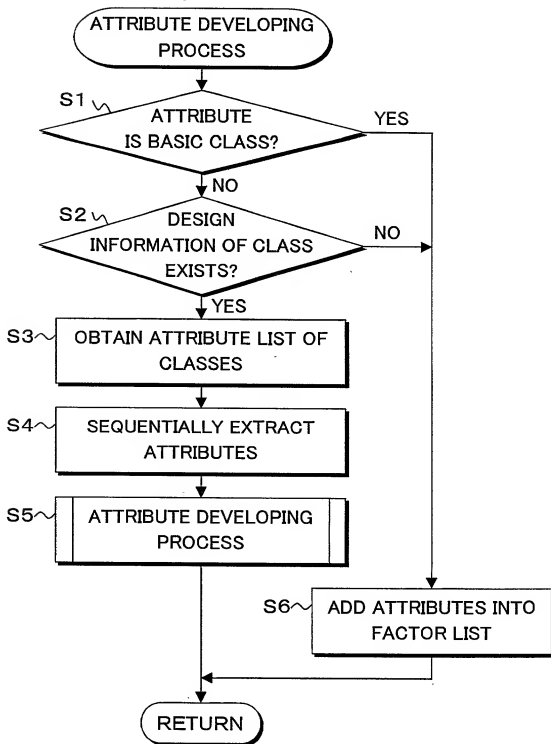 ATTRIBUTE DEVELOPING
PROCESS
S1
ATTRIBUTE
IS BASIC CLASS?
YES
NO
S2
DESIGN
INFORMATION OF CLASS
EXISTS?
NO
YES
S3
OBTAIN ATTRIBUTE LIST OF
CLASSES
S4
SEQUENTIALLY EXTRACT
ATTRIBUTES
S5
ATTRIBUTE DEVELOPING
PROCESS
S6
ADD ATTRIBUTES INTO
FACTOR LIST
RETURN